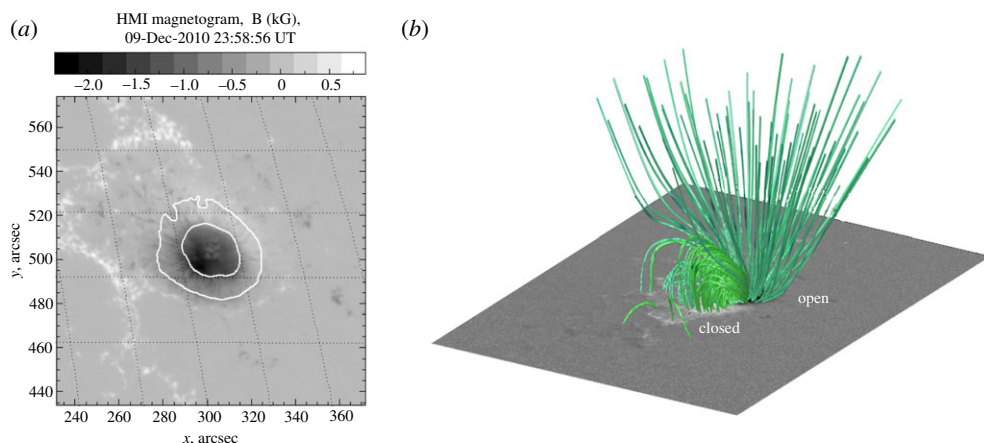 (a)
HMI magnetogram, B (kG),
09-Dec-2010 23:58:56 UT
–2.0 –1.5 –1.0 –0.5 0 0.5
560
540
520
500
480
460
440
y, arcsec
240 260 280 300 320 340 360
x, arcsec
(b)
open
closed